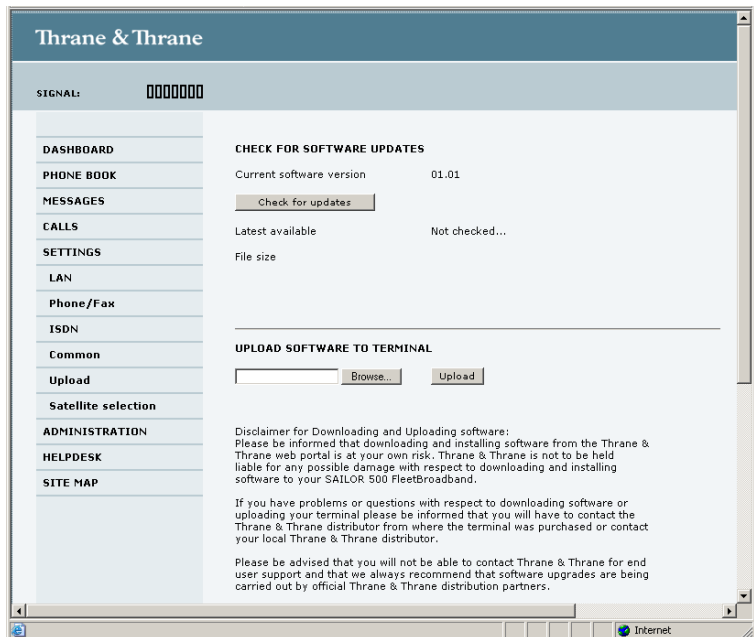 Thrane & Thrane
SIGNAL:
DASHBOARD
PHONE BOOK
MESSAGES
CALLS
SETTINGS
LAN
Phone/Fax
ISDN
Common
Upload
Satellite selection
ADMINISTRATION
HELPDESK
SITE MAP
CHECK FOR SOFTWARE UPDATES
Current software version 01.01
Check for updates
Latest available Not checked...
File size
UPLOAD SOFTWARE TO TERMINAL
Browse... Upload
Disclaimer for Downloading and Uploading software:
Please be informed that downloading and installing software from the Thrane &
Thrane web portal is at your own risk. Thrane & Thrane is not to be held
liable for any possible damage with respect to downloading and installing
software to your SAILOR 500 FleetBroadband.
If you have problems or questions with respect to downloading software or
uploading your terminal please be informed that you will have to contact the
Thrane & Thrane distributor from where the terminal was purchased or contact
your local Thrane & Thrane distributor.
Please be advised that you will not be able to contact Thrane & Thrane for end
user support and that we always recommend that software upgrades are being
carried out by official Thrane & Thrane distribution partners.
Internet